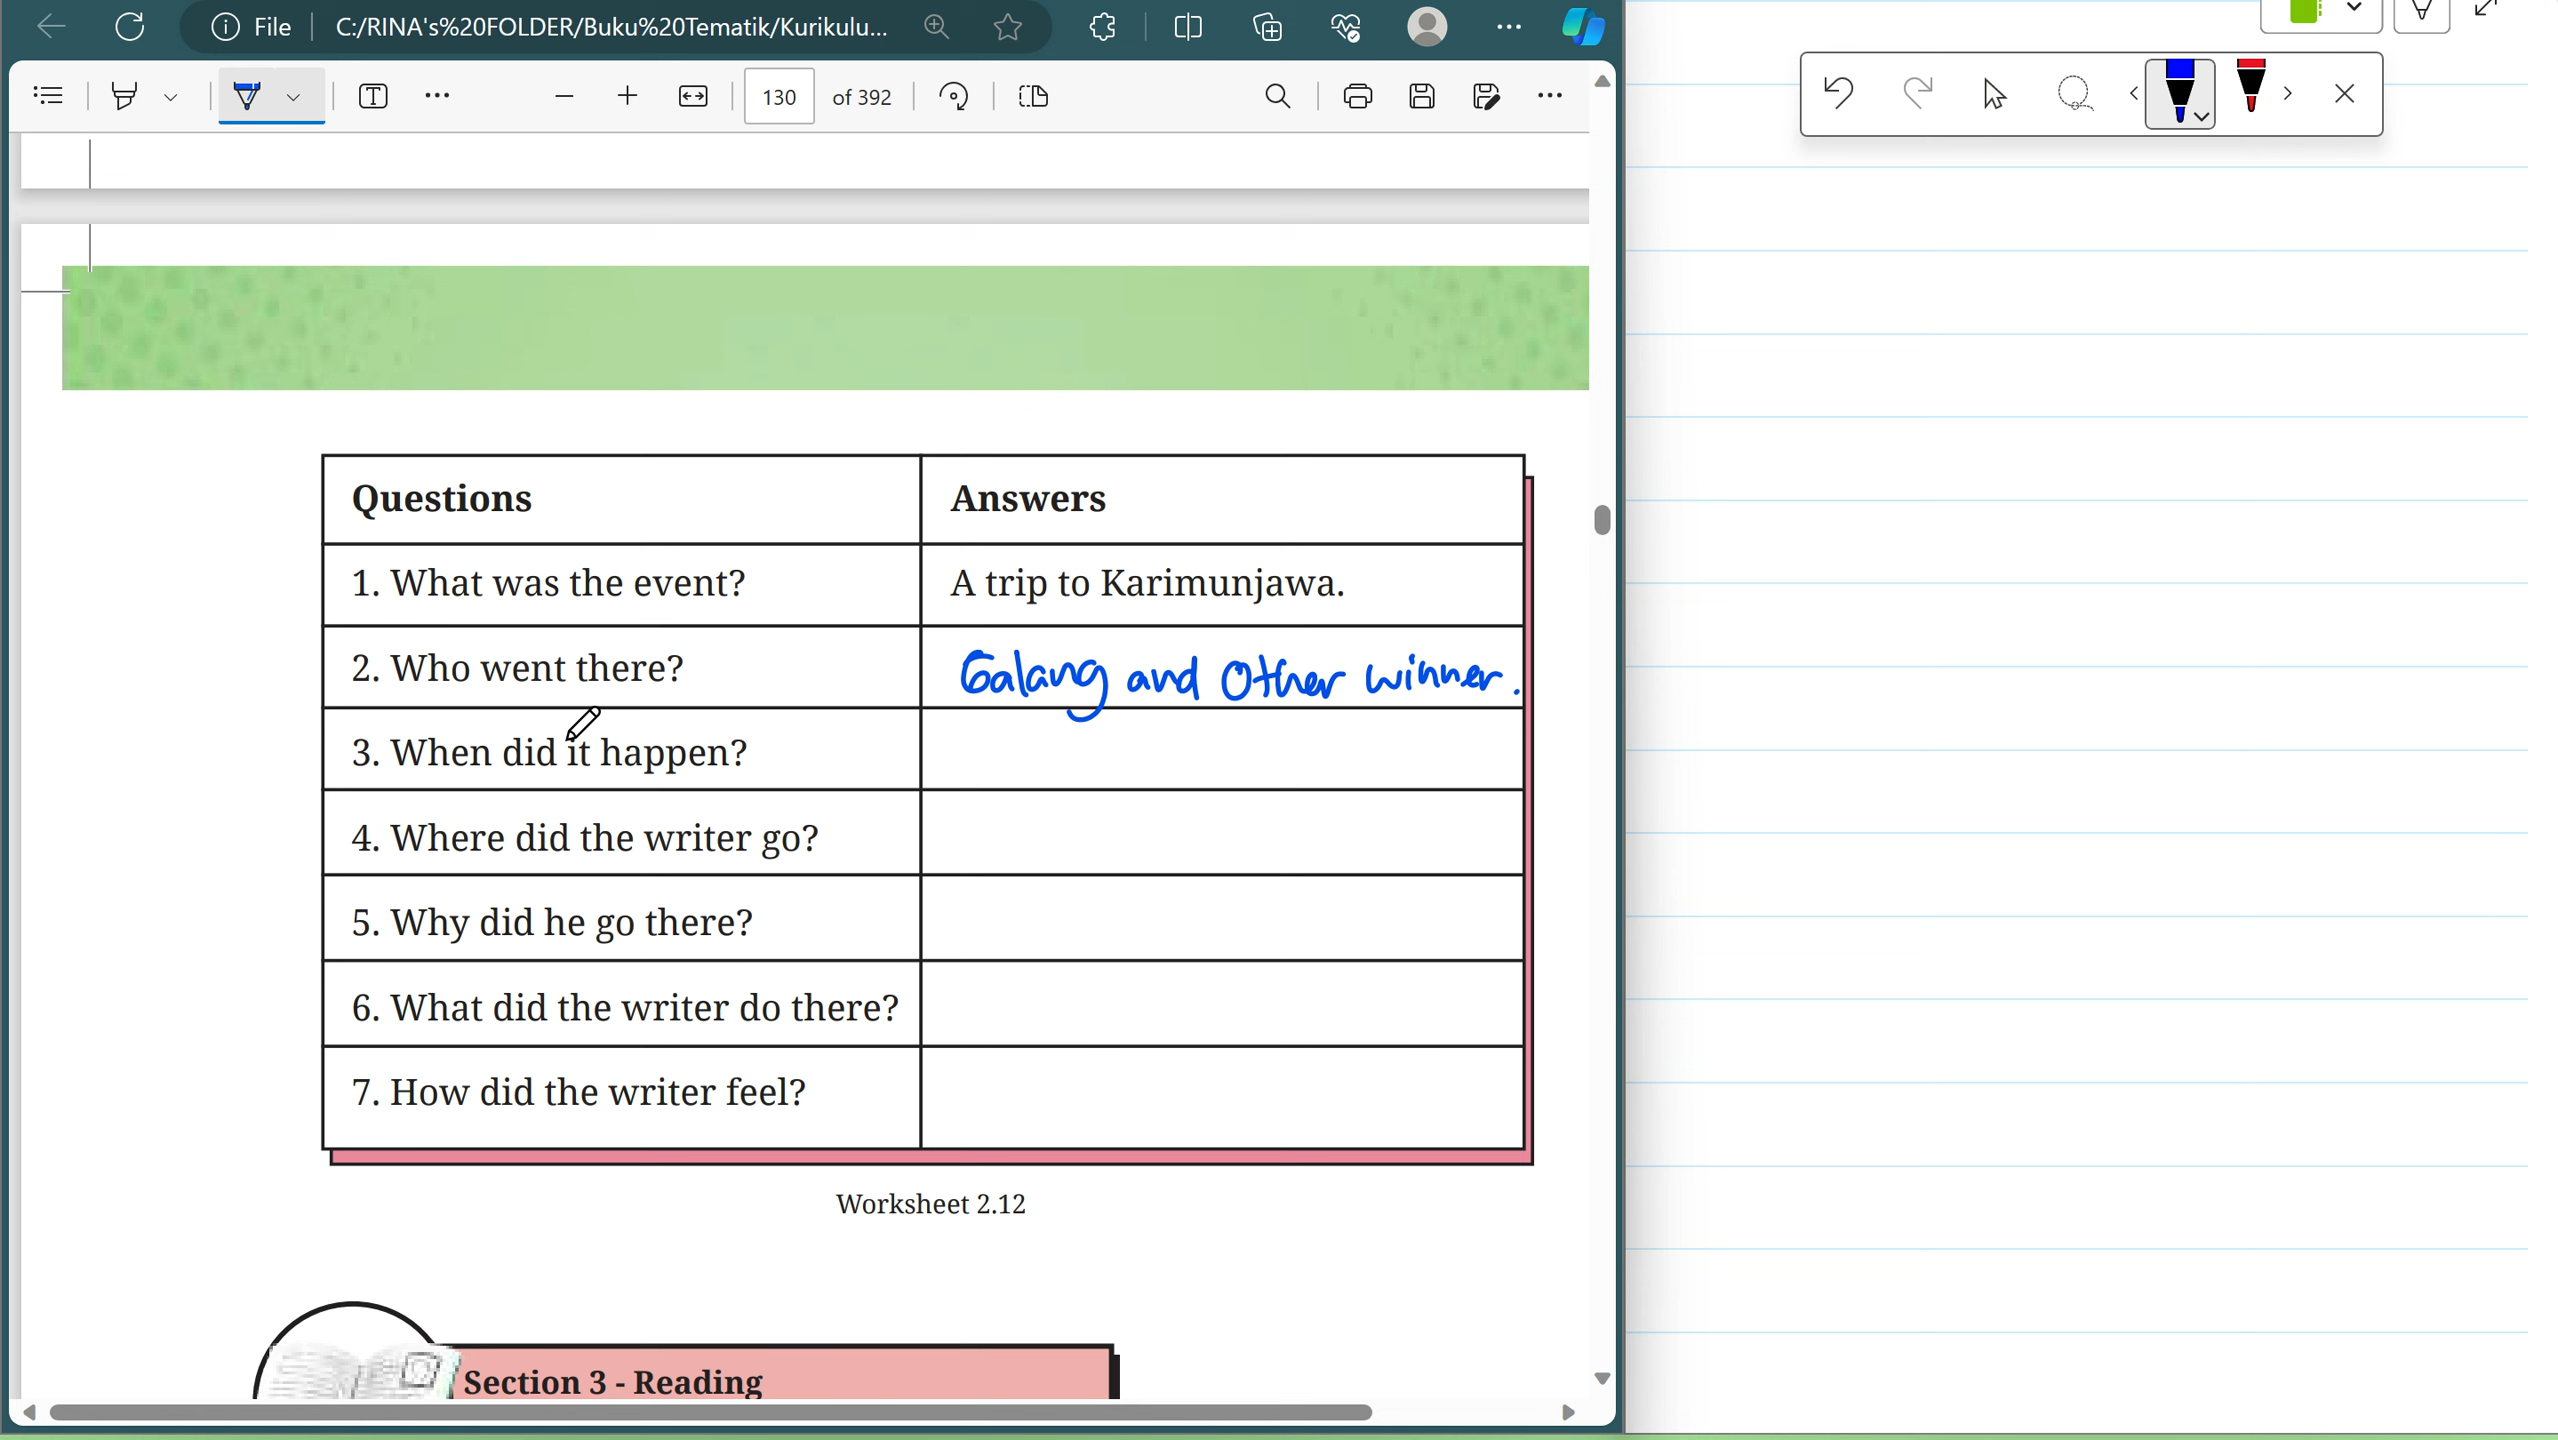 File
C:/RINA's%20FOLDER/Buku%20Tematik/Kurikulu...
130 of 392
Questions Answers
1. What was the event? A trip to Karimunjawa.
2. Who went there? Galang and Other winner.
3. When did it happen?
4. Where did the writer go?
5. Why did he go there?
6. What did the writer do there?
7. How did the writer feel?
Worksheet 2.12
Section 3 - Reading